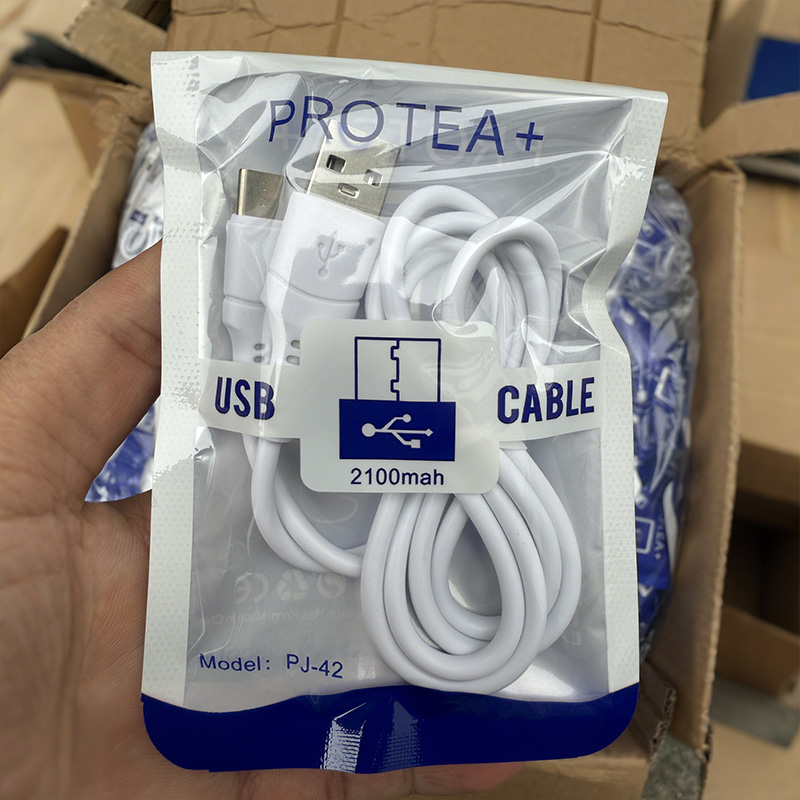 PROTEA+
USB
CABLE
2100mah
Model: PJ-42